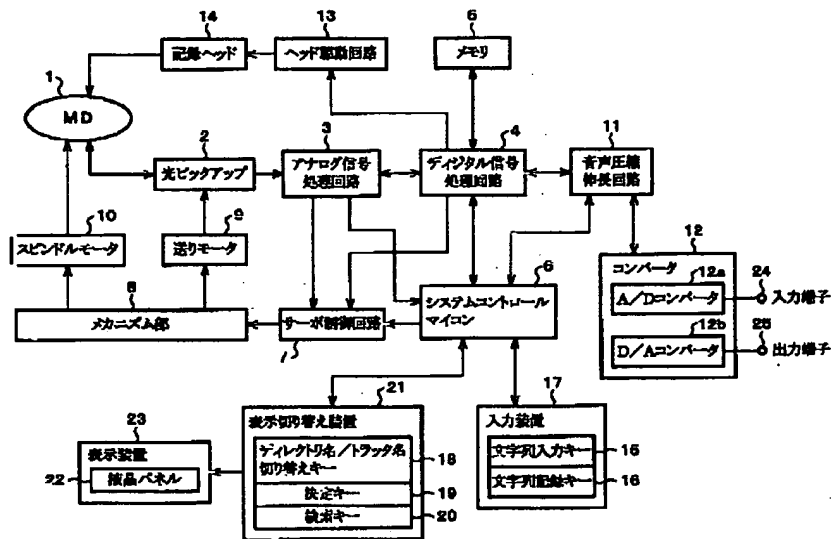 14
記録ヘッド
13
ヘッド駆動回路
6
メモリ
1
MD
2
光ピックアップ
3
アナログ信号
処理回路
4
ディジタル信号
処理回路
11
音声圧縮
伸長回路
10
スピンドルモータ
9
送りモータ
8
メカニズム部
サーボ制御回路
6
システムコントロール
マイコン
12
コンバータ
12a
A/Dコンバータ
24
入力端子
12b
D/Aコンバータ
25
出力端子
21
表示切り替え装置
ディレクトリ名/トラック名
切り替えキー
18
決定キー
19
検索キー
20
17
入力装置
文字列入力キー
15
文字列記録キー
16
23
表示装置
22
液晶パネル